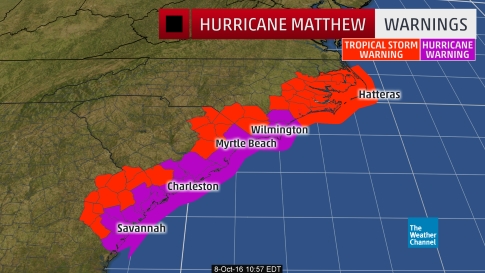 HURRICANE MATTHEW
WARNINGS
TROPICAL STORM
WARNING
HURRICANE
WARNING
Hatteras
Wilmington
Myrtle Beach
Charleston
Savannah
The
Weather
Channel
8-Oct-16 10:57 EDT